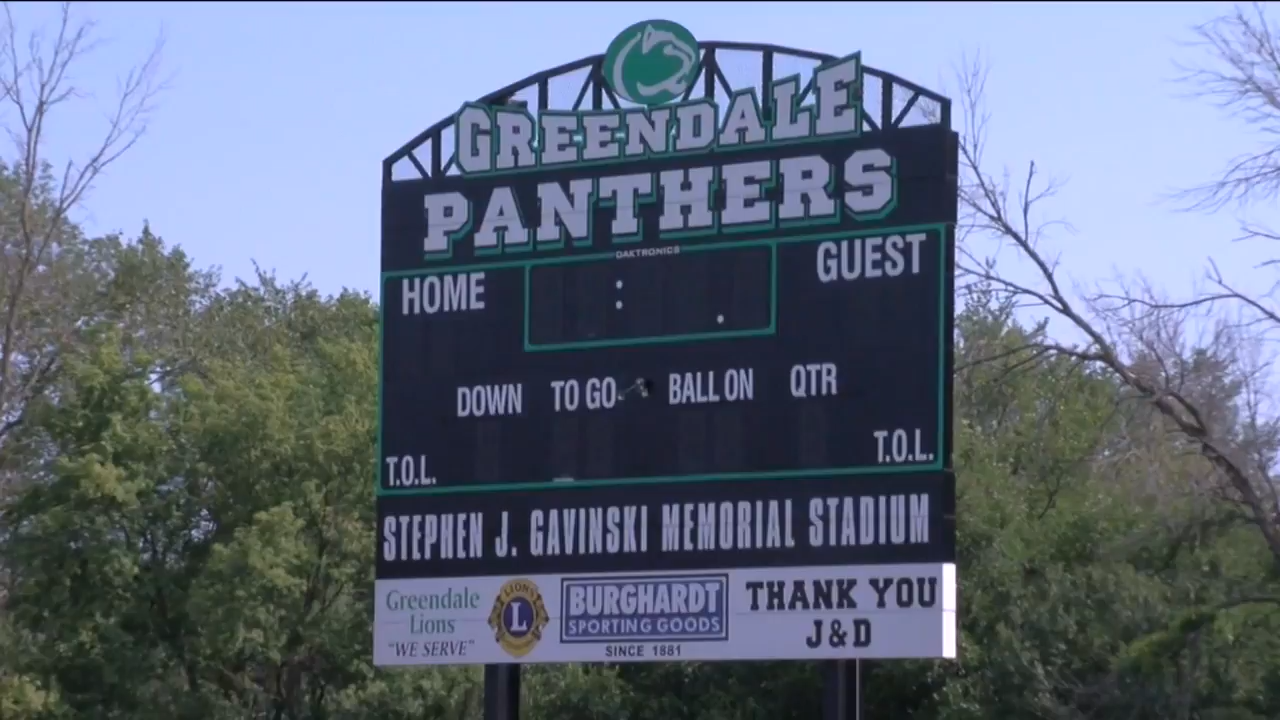 GREENDALE
PANTHERS
DAKTRONICS
HOME
:
.
GUEST
DOWN TO GO BALL ON QTR
T.O.L. T.O.L.
STEPHEN J. GAVINSKI MEMORIAL STADIUM
Greendale
Lions
"WE SERVE"
LIONS
L
BURGHARDT
SPORTING GOODS
SINCE 1881
THANK YOU
J&D